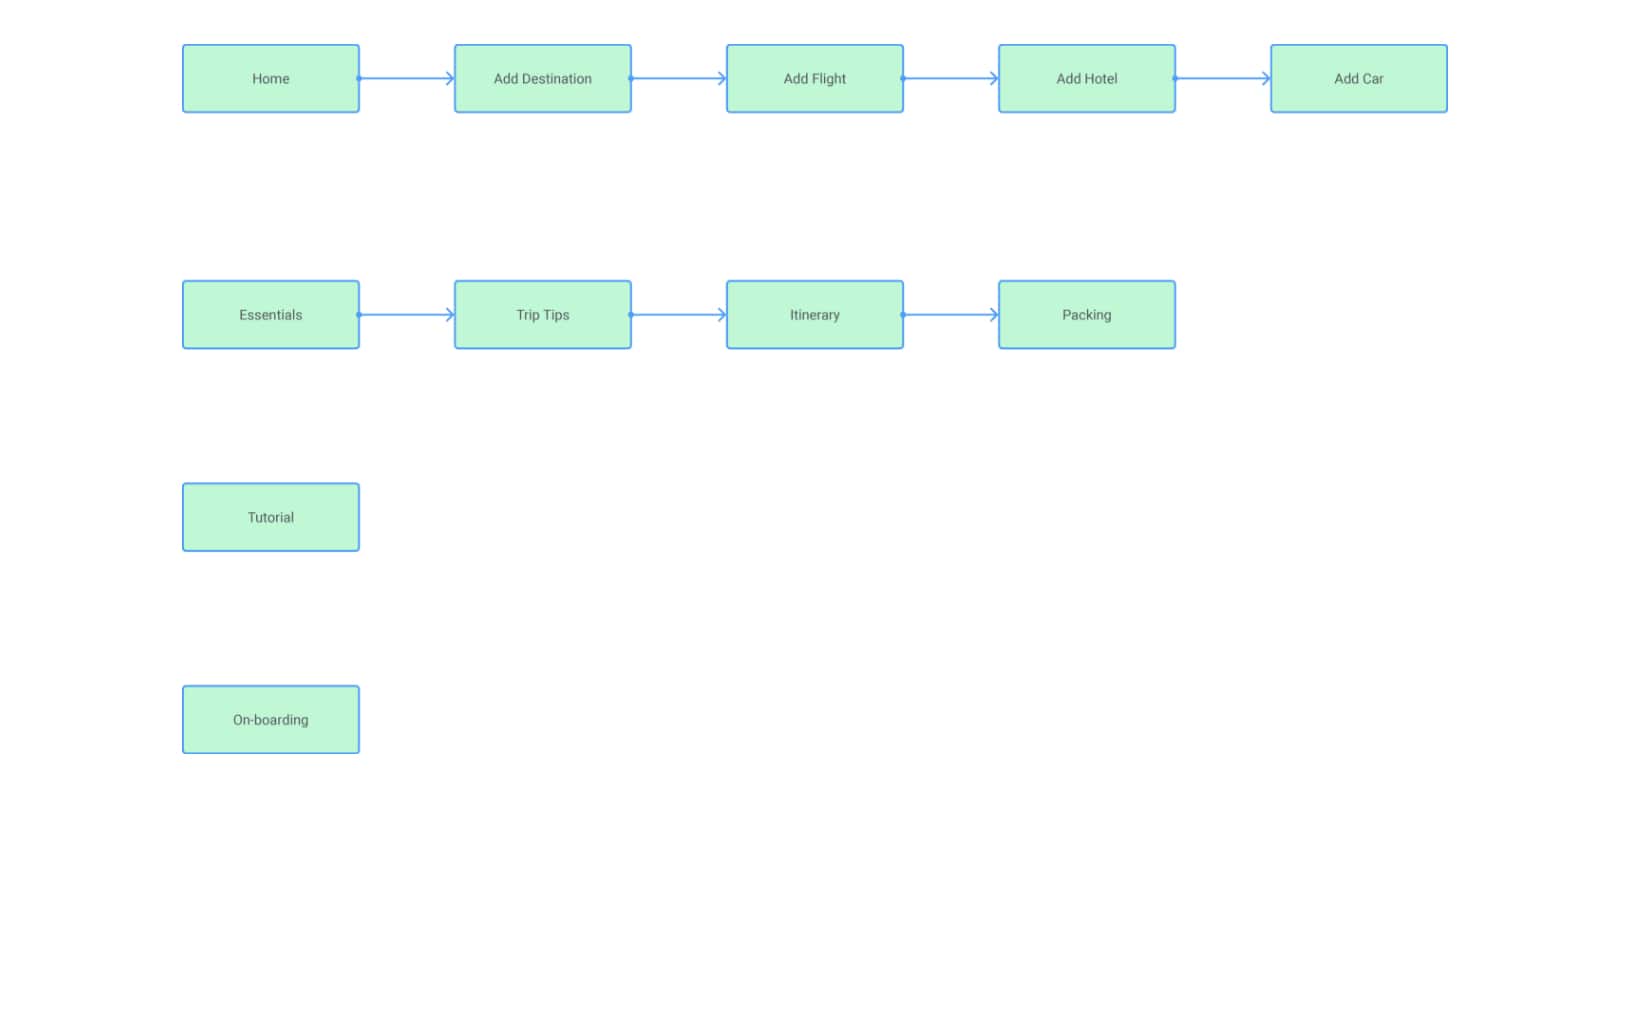 Home
Add Destination
Add Flight
Add Hotel
Add Car
Essentials
Trip Tips
Itinerary
Packing
Tutorial
On-boarding